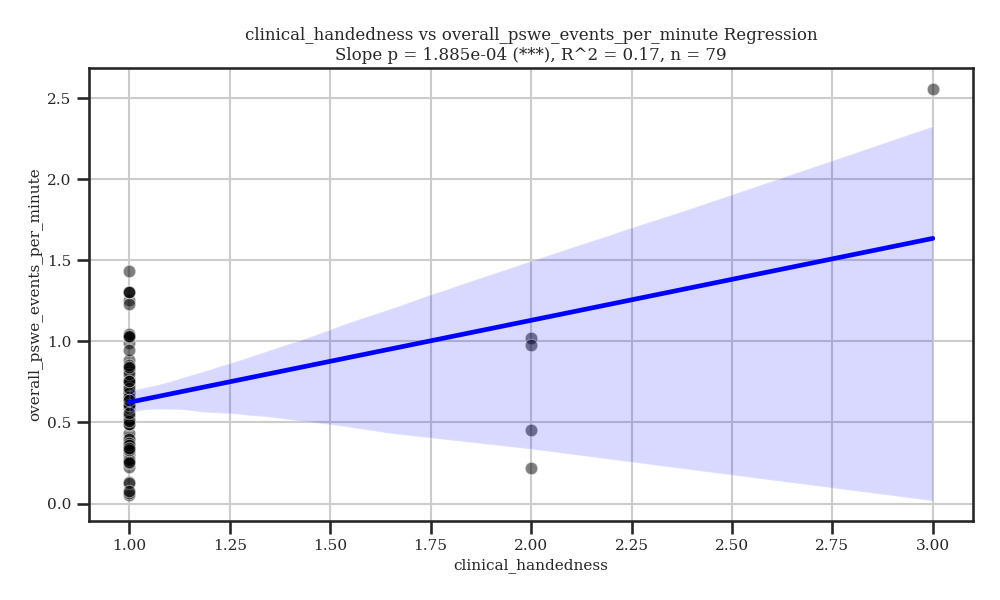 clinical_handedness vs overall_pswe_events_per_minute Regression
Slope p = 1.885e-04 (***), R^2 = 0.17, n = 79
overall_pswe_events_per_minute
2.5
2.0
1.5
1.0
0.5
0.0
1.00 1.25 1.50 1.75 2.00 2.25 2.50 2.75 3.00
clinical_handedness